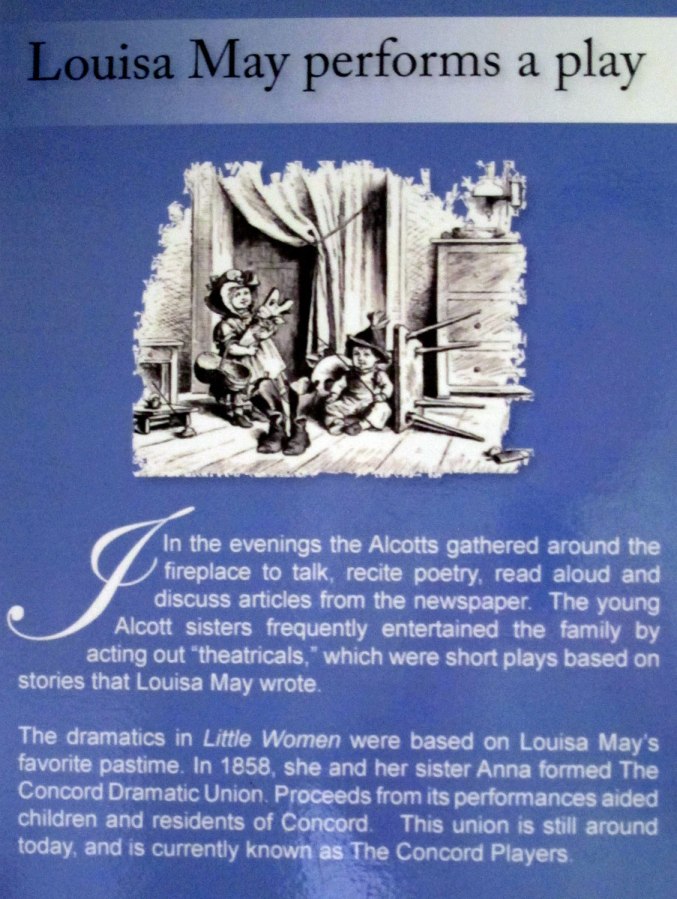 Louisa May performs a play
I In the evenings the Alcotts gathered around the
fireplace to talk, recite poetry, read aloud and
discuss articles from the newspaper. The young
Alcott sisters frequently entertained the family by
acting out “theatricals,” which were short plays based on
stories that Louisa May wrote.
The dramatics in Little Women were based on Louisa May's
favorite pastime. In 1858, she and her sister Anna formed The
Concord Dramatic Union. Proceeds from its performances aided
children and residents of Concord. This union is still around
today, and is currently known as The Concord Players.